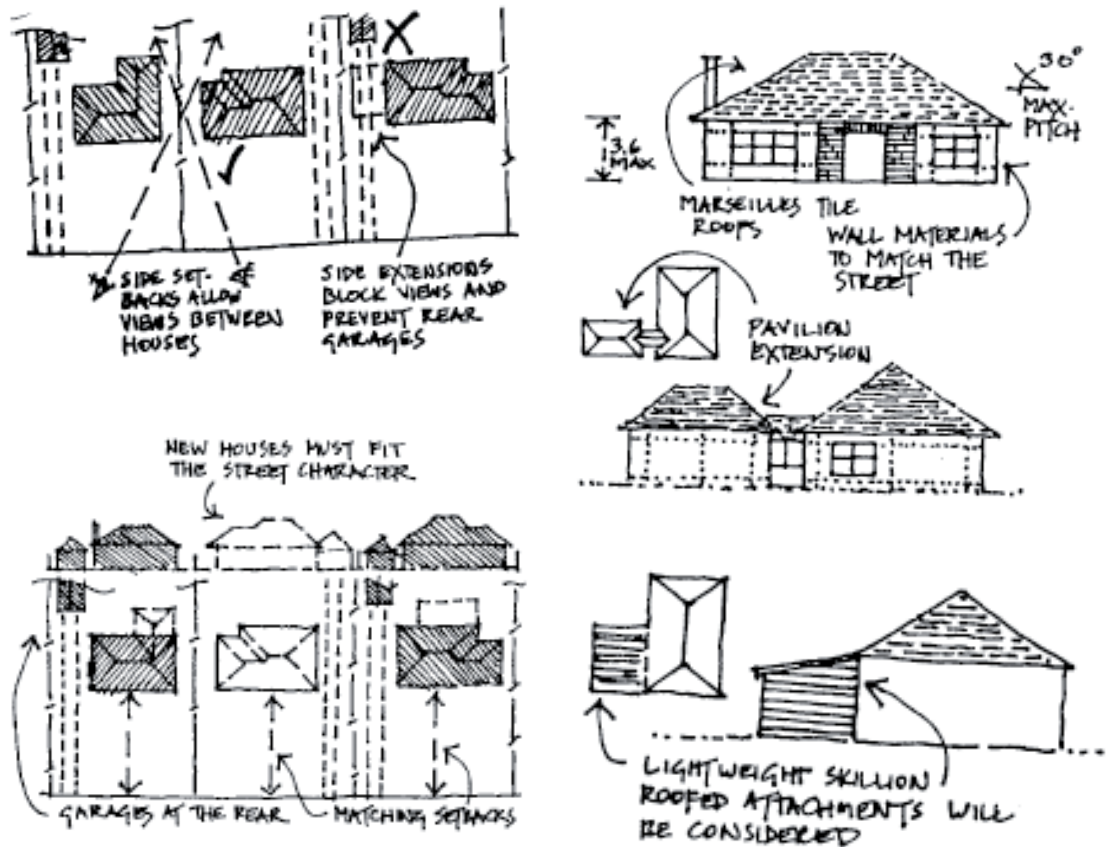 SIDE SET-
BACKS ALLOW
VIEWS BETWEEN
HOUSES
SIDE EXTENSIONS
BLOCK VIEWS AND
PREVENT REAR
GARAGES
30°
MAX.
PITCH
3.6
MAX
MARSEILLES TILE
ROOFS
WALL MATERIALS
TO MATCH THE
STREET
PAVILION
EXTENSION
NEW HOUSES MUST FIT
THE STREET CHARACTER
GARAGES AT THE REAR
MATCHING SETBACKS
LIGHTWEIGHT SKILLION
ROOFED ATTACHMENTS WILL
BE CONSIDERED